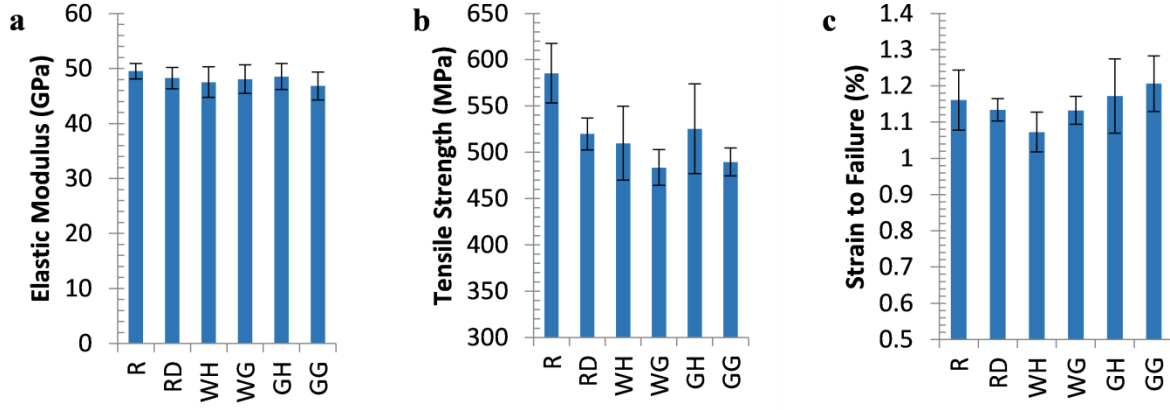 a
Elastic Modulus (GPa)
60
50
40
30
20
10
0
R RD WH WG GH GG
b
Tensile Strength (MPa)
650
600
550
500
450
400
350
300
R RD WH WG GH GG
c
Strain to Failure (%)
1.4
1.3
1.2
1.1
1
0.9
0.8
0.7
0.6
0.5
R RD WH WG GH GG